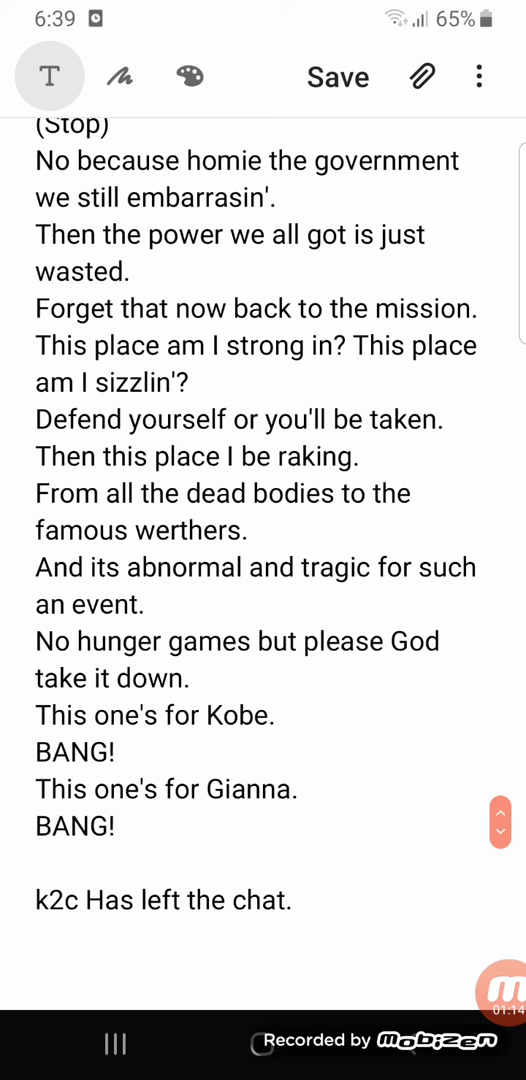 6:39
65%
T
Save
(Stop)
No because homie the government
we still embarrasin'.
Then the power we all got is just
wasted.
Forget that now back to the mission.
This place am I strong in? This place
am I sizzlin'?
Defend yourself or you'll be taken.
Then this place I be raking.
From all the dead bodies to the
famous werthers.
And its abnormal and tragic for such
an event.
No hunger games but please God
take it down.
This one's for Kobe.
BANG!
This one's for Gianna.
BANG!
k2c Has left the chat.
01:14
Recorded by mobizen